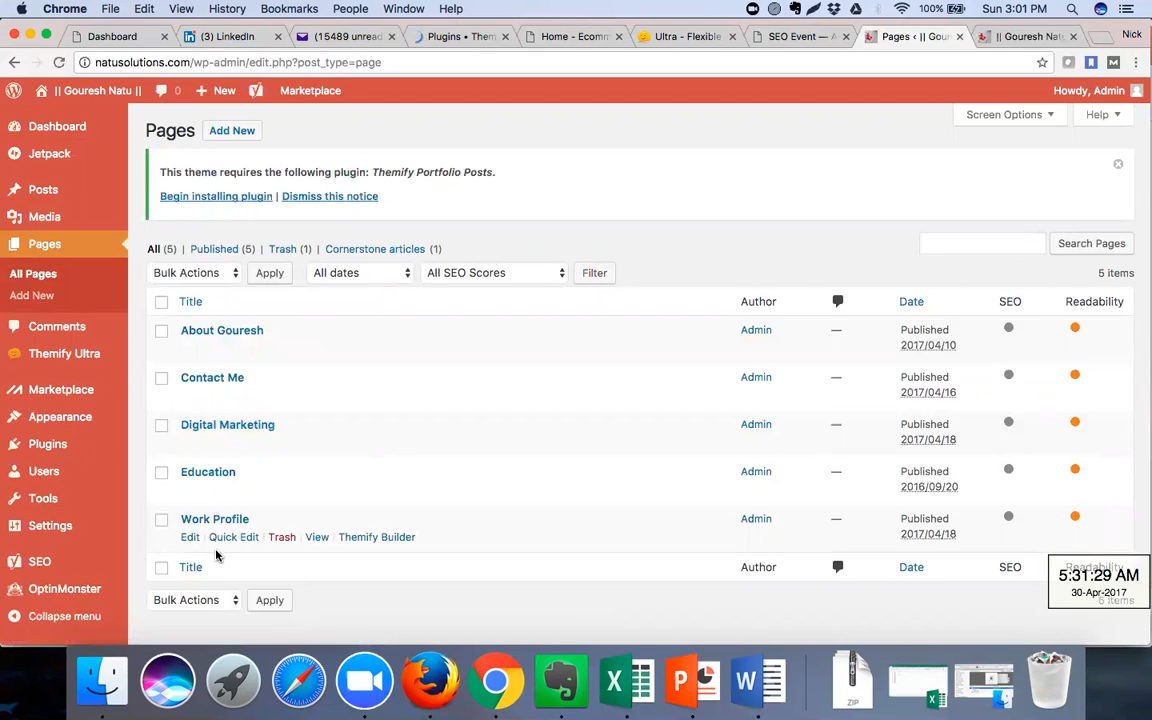 Chrome File Edit View History Bookmarks People Window Help 100% Sun 3:01 PM
Dashboard (3) LinkedIn (15489 unread) Plugines • Them Home - Ecomm Ultra - Flexible SEO Event — A Pages ‹ || Gour || Gouresh Natu Nick
natusolutions.com/wp-admin/edit.php?post_type=page
|| Gouresh Natu || 0 New Marketplace Howdy, Admin
Screen Options Help
Dashboard
Jetpack
Posts
Media
Pages
All Pages
Add New
Comments
Themify Ultra
Marketplace
Appearance
Plugins
Users
Tools
Settings
SEO
OptinMonster
Collapse menu
Pages Add New
This theme requires the following plugin: Themify Portfolio Posts.
Begin installing plugin | Dismiss this notice
All (5) | Published (5) | Trash (1) | Cornerstone articles (1)
Search Pages
Bulk Actions Apply All dates All SEO Scores Filter 5 items
Title Author Date SEO Readability
About Gouresh Admin — Published
2017/04/10
Contact Me Admin — Published
2017/04/16
Digital Marketing Admin — Published
2017/04/18
Education Admin — Published
2016/09/20
Work Profile Admin — Published
2017/04/18
Edit | Quick Edit | Trash | View | Themify Builder
Title Author Date SEO Readability
Bulk Actions Apply 5 items
5:31:29 AM
30-Apr-2017
ZIP